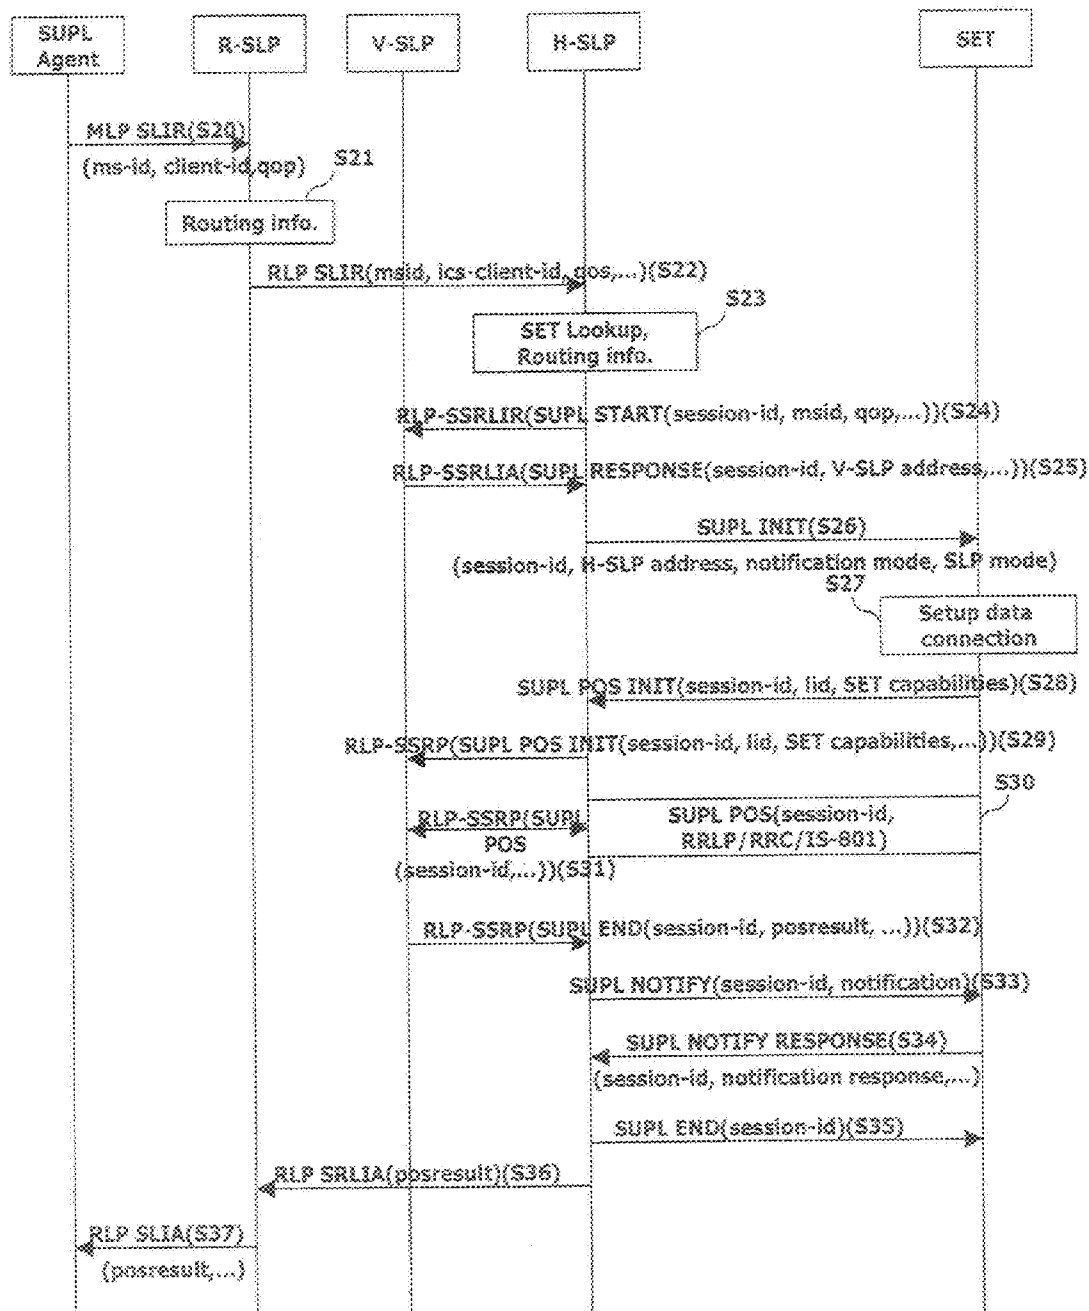 SUPL
Agent
R-SLP
V-SLP
H-SLP
SET
MLP SLIR(S20)
(ms-id, client-id,qop)
S21
Routing info.
RLP SLIR(msid, ics-client-id, qos,...)(S22)
S23
SET Lookup,
Routing info.
RLP-SSRLIR(SUPL START(session-id, msid, qop,...))(S24)
RLP-SSRLIA(SUPL RESPONSE(session-id, V-SLP address,...))(S25)
SUPL INIT(S26)
(session-id, H-SLP address, notification mode, SLP mode)
S27
Setup data
connection
SUPL POS INIT(session-id, lid, SET capabilities)(S28)
RLP-SSRP(SUPL POS INIT(session-id, lid, SET capabilities,...))(S29)
S30
RLP-SSRP(SUPL
POS
(session-id,...))(S31)
SUPL POS(session-id,
RRLP/RRC/IS-801)
RLP-SSRP(SUPL END(session-id, posresult, ...))(S32)
SUPL NOTIFY(session-id, notification)(S33)
SUPL NOTIFY RESPONSE(S34)
(session-id, notification response,...)
SUPL END(session-id)(S35)
RLP SRLIA(posresult)(S36)
RLP SLIA(S37)
(posresult,...)